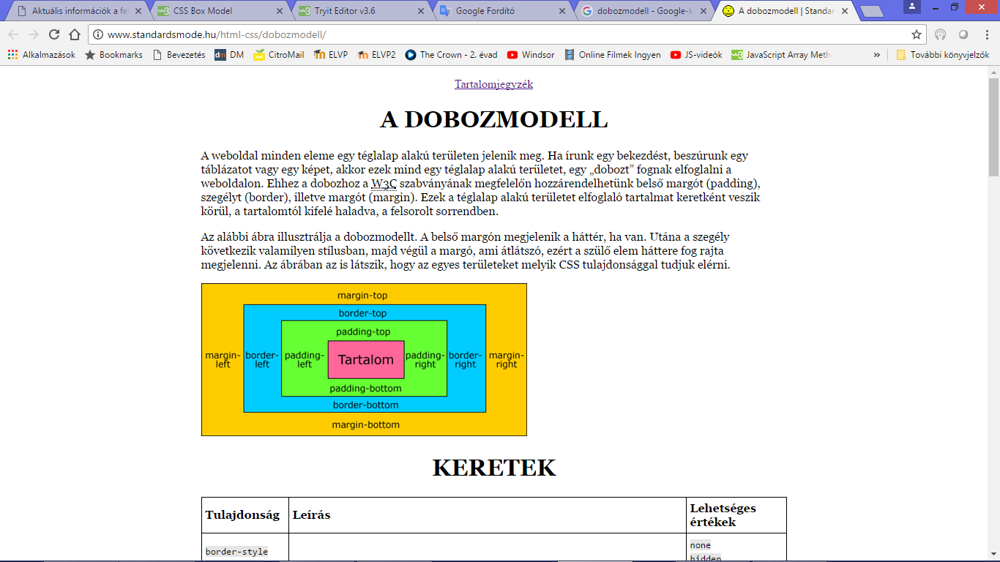 Aktuális információk a fel
CSS Box Model
Tryit Editor v3.6
Google Fordító
dobozmodell - Google-k
A dobozmodell | Standar
www.standardsmode.hu/html-css/dobozmodell/
Alkalmazások
Bookmarks
Bevezetés
DM
CitroMail
ELVP
ELVP2
The Crown - 2. évad
Windsor
Online Filmek Ingyen
JS-videók
JavaScript Array Meth
»
További könyvjelzők
Tartalomjegyzék
A DOBOZMODELL
A weboldal minden eleme egy téglalap alakú területen jelenik meg. Ha írunk egy bekezdést, beszúrunk egy
táblázatot vagy egy képet, akkor ezek mind egy téglalap alakú területet, egy „dobozt” fognak elfoglalni a
weboldalon. Ehhez a dobozhoz a W3C szabványának megfelelőn hozzárendelhetünk belső margót (padding),
szegélyt (border), illetve margót (margin). Ezek a téglalap alakú területet elfoglaló tartalmat keretként veszik
körül, a tartalomtól kifelé haladva, a felsorolt sorrendben.
Az alábbi ábra illusztrálja a dobozmodellt. A belső margón megjelenik a háttér, ha van. Utána a szegély
következik valamilyen stílusban, majd végül a margó, ami átlátszó, ezért a szülő elem háttere fog rajta
megjelenni. Az ábrában az is látszik, hogy az egyes területeket melyik CSS tulajdonsággal tudjuk elérni.
margin-top
border-top
padding-top
margin-
left
border-
left
padding-
left
Tartalom
padding-
right
border-
right
margin-
right
padding-bottom
border-bottom
margin-bottom
KERETEK
Tulajdonság
Leírás
Lehetséges
értékek
border-style
none
hidden